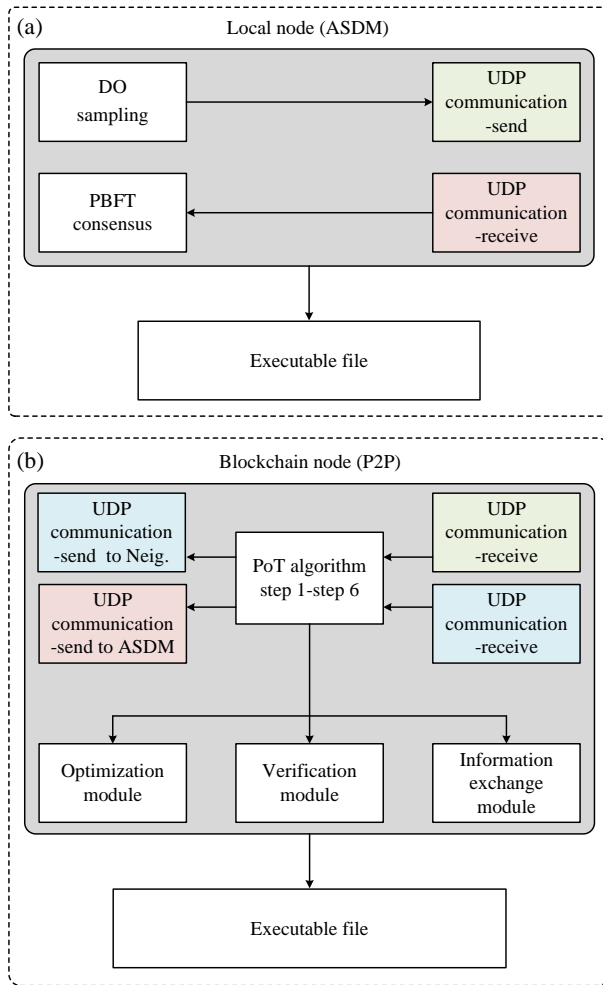 (a)
Local node (ASDM)
DO
sampling
UDP
communication
-send
PBFT
consensus
UDP
communication
-receive
Executable file
(b)
Blockchain node (P2P)
UDP
communication
-send to Neig.
PoT algorithm
step 1-step 6
UDP
communication
-receive
UDP
communication
-send to ASDM
UDP
communication
-receive
Optimization
module
Verification
module
Information
exchange
module
Executable file